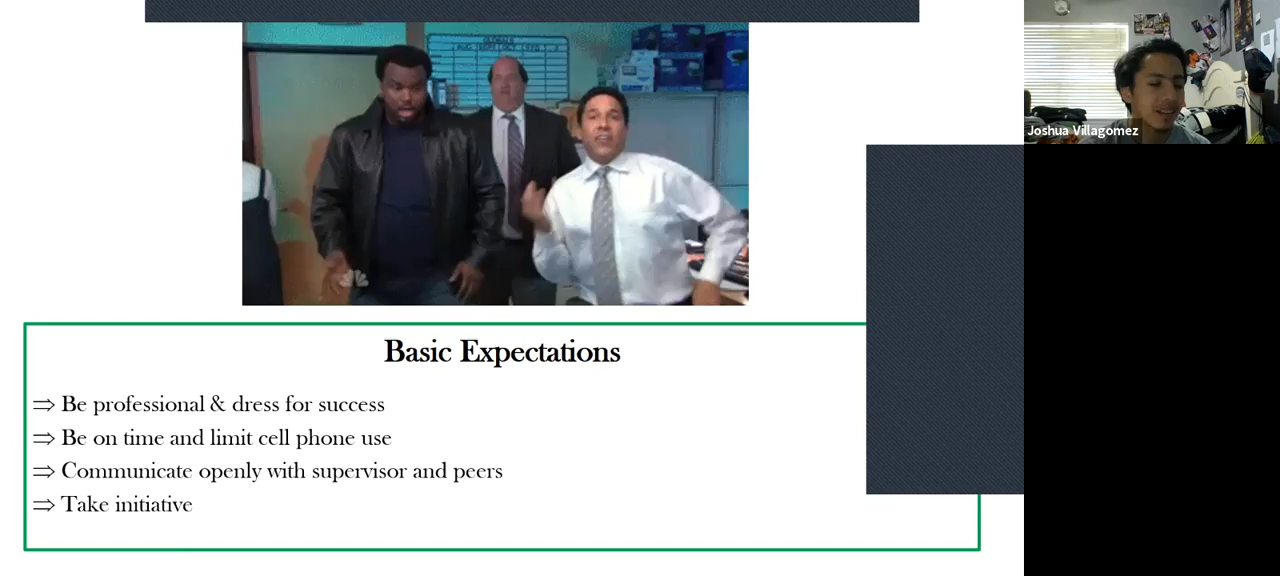 Joshua Villagomez
Basic Expectations
⇒ Be professional & dress for success
⇒ Be on time and limit cell phone use
⇒ Communicate openly with supervisor and peers
⇒ Take initiative